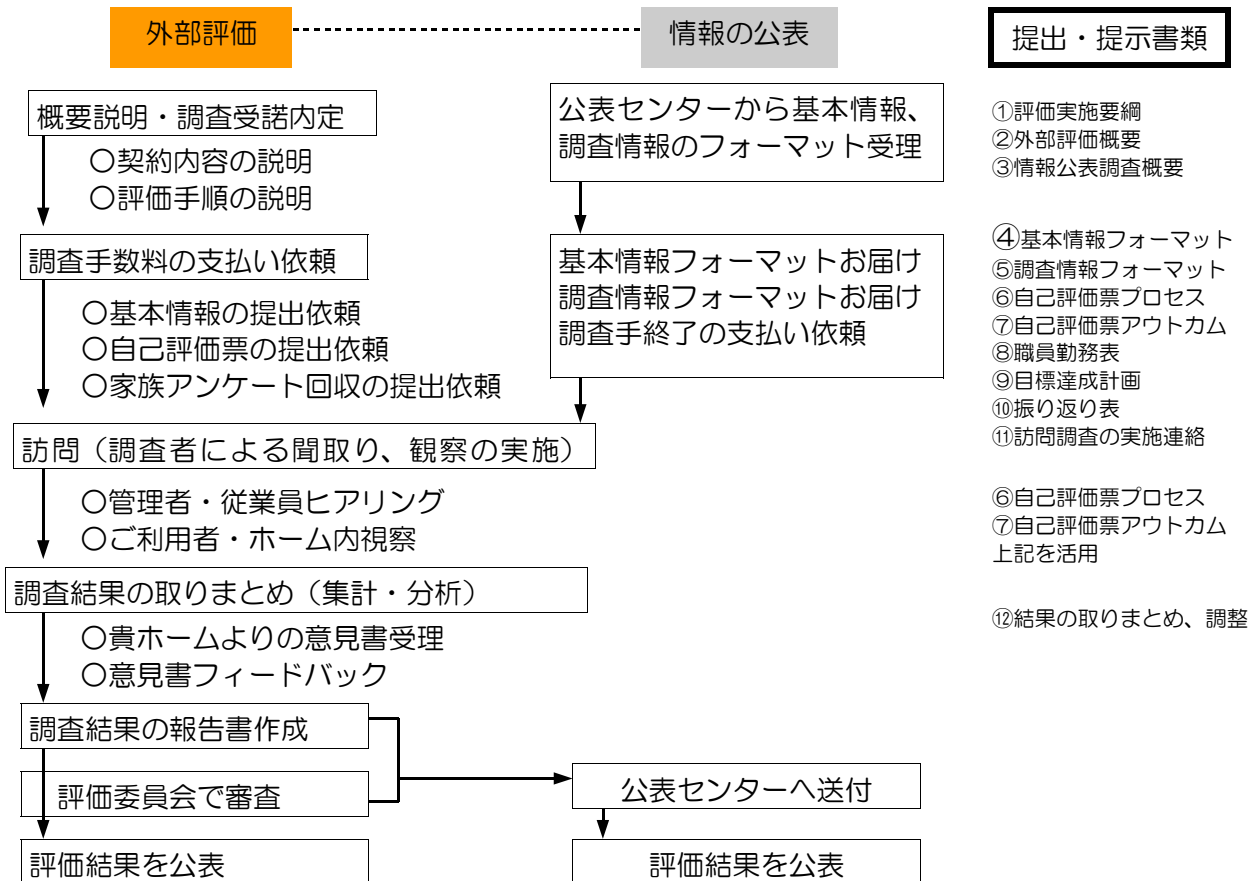 外部評価
情報の公表
提出・提示書類
概要説明・調査受諾内定
〇契約内容の説明
〇評価手順の説明
調査手数料の支払い依頼
〇基本情報の提出依頼
〇自己評価票の提出依頼
〇家族アンケート回収の提出依頼
公表センターから基本情報、
調査情報のフォーマット受理
基本情報フォーマットお届け
調査情報フォーマットお届け
調査手終了の支払い依頼
訪問（調査者による聞取り、観察の実施）
〇管理者・従業員ヒアリング
〇ご利用者・ホーム内視察
調査結果の取りまとめ（集計・分析）
〇貴ホームよりの意見書受理
〇意見書フィードバック
調査結果の報告書作成
評価委員会で審査
評価結果を公表
公表センターへ送付
評価結果を公表
①評価実施要綱
②外部評価概要
③情報公表調査概要
④基本情報フォーマット
⑤調査情報フォーマット
⑥自己評価票プロセス
⑦自己評価票アウトカム
⑧職員勤務表
⑨目標達成計画
⑩振り返り表
⑪訪問調査の実施連絡
⑥自己評価票プロセス
⑦自己評価票アウトカム
上記を活用
⑫結果の取りまとめ、調整